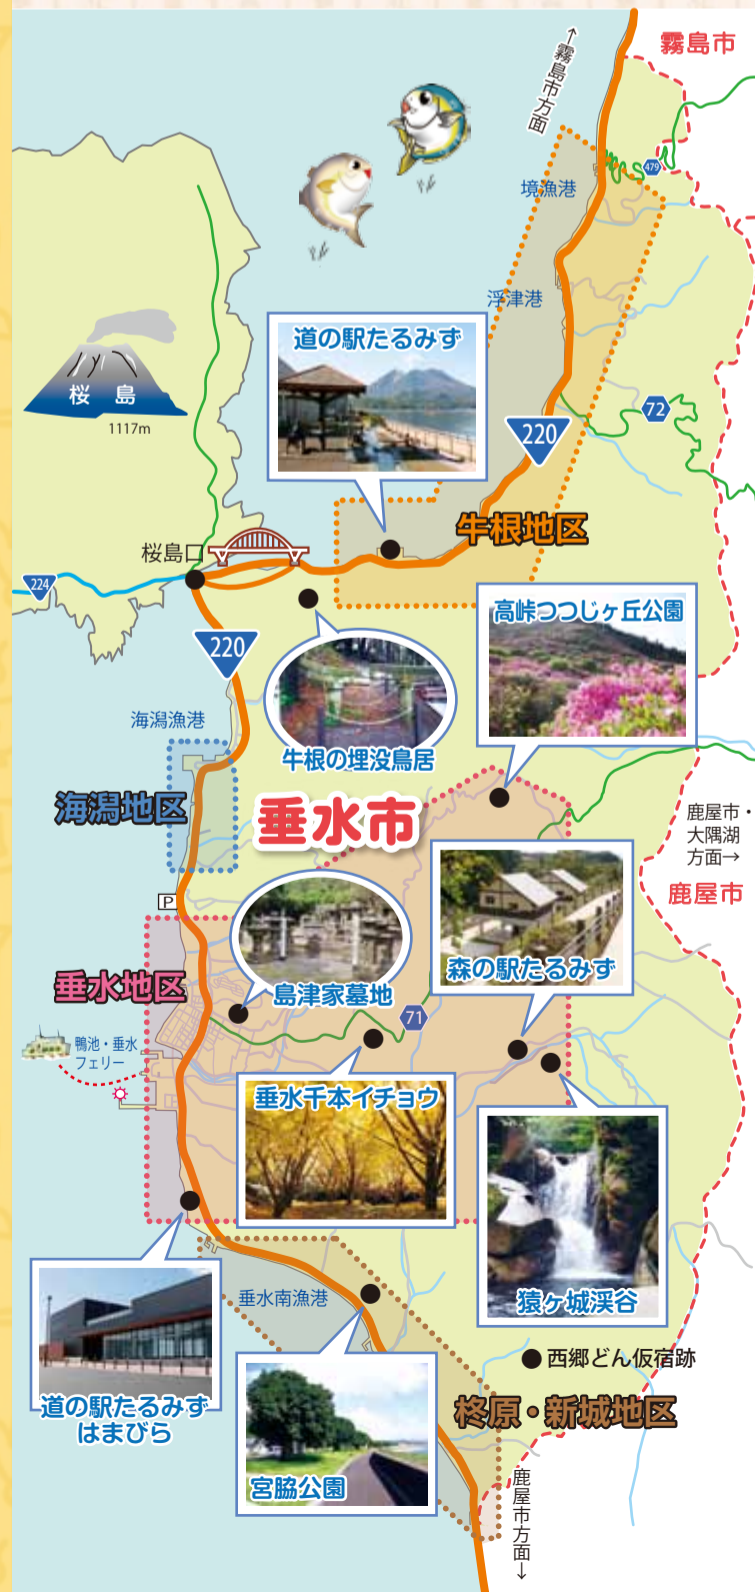 霧島市
←霧島市方面
479
境漁港
浮津港
道の駅たるみず
桜 島
1117m
72
220
牛根地区
桜島口
224
高峠つつじヶ丘公園
220
海潟漁港
牛根の埋没鳥居
海潟地区
垂水市
鹿屋市・
大隅湖
方面→
鹿屋市
P
垂水地区
島津家墓地
森の駅たるみず
71
鴨池・垂水
フェリー
垂水千本イチョウ
猿ヶ城渓谷
垂水南漁港
西郷どん仮宿跡
道の駅たるみず
はまびら
柊原・新城地区
宮脇公園
鹿屋市方面→